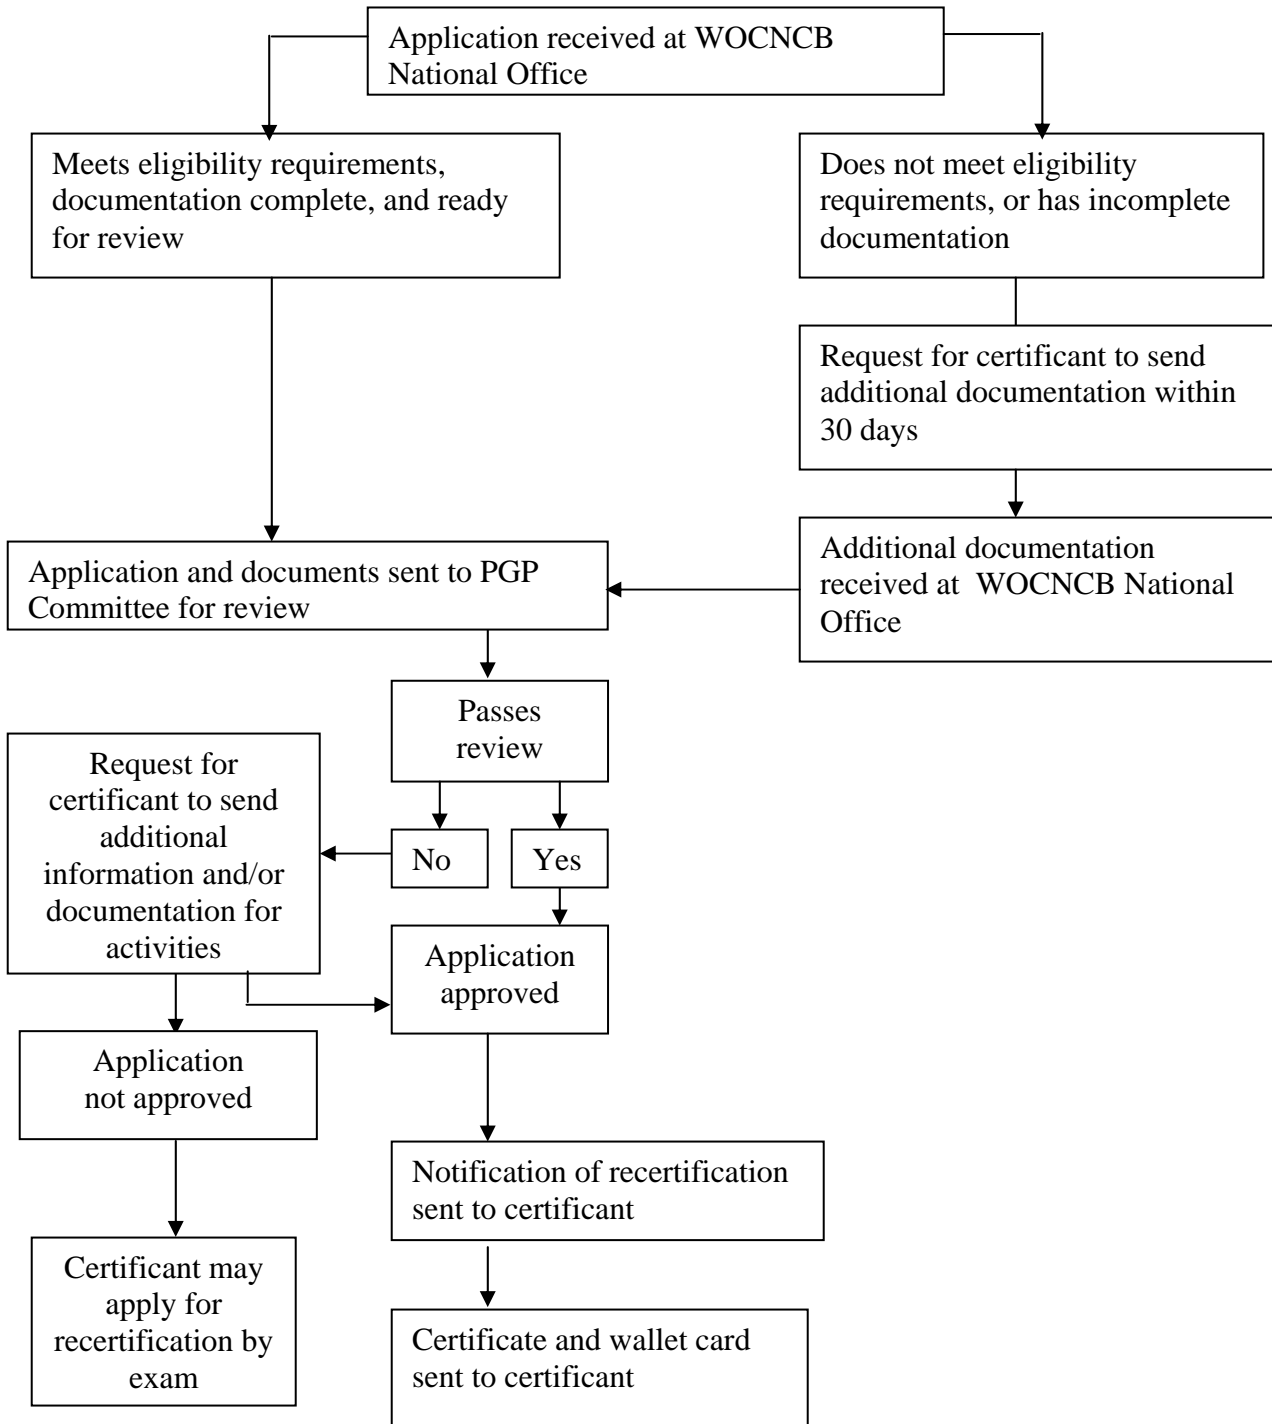 Application received at WOCNCB
National Office
Meets eligibility requirements,
documentation complete, and ready
for review
Does not meet eligibility
requirements, or has incomplete
documentation
Request for certificant to send
additional documentation within
30 days
Application and documents sent to PGP
Committee for review
Additional documentation
received at  WOCNCB National
Office
Passes
review
Request for
certificant to send
additional
information and/or
documentation for
activities
No
Yes
Application
approved
Application
not approved
Notification of recertification
sent to certificant
Certificant may
apply for
recertification by
exam
Certificate and wallet card
sent to certificant